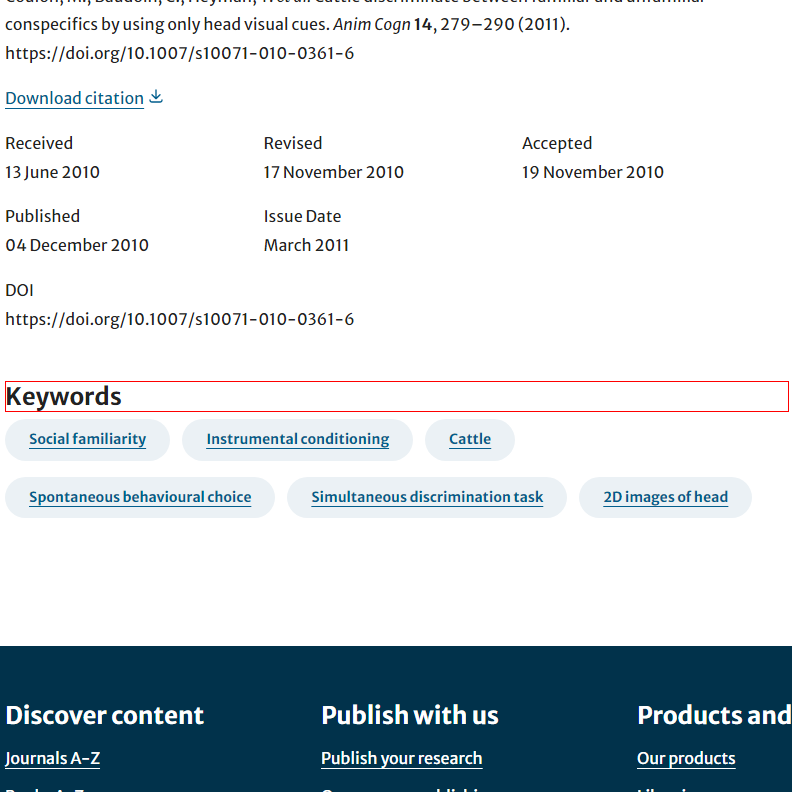 conspecifics by using only head visual cues. Anim Cogn 14, 279–290 (2011).
https://doi.org/10.1007/s10071-010-0361-6
Download citation
Received
Revised
Accepted
13 June 2010
17 November 2010
19 November 2010
Published
Issue Date
04 December 2010
March 2011
DOI
https://doi.org/10.1007/s10071-010-0361-6
Keywords
Social familiarity
Instrumental conditioning
Cattle
Spontaneous behavioural choice
Simultaneous discrimination task
2D images of head
Discover content
Publish with us
Products and
Journals A-Z
Publish your research
Our products